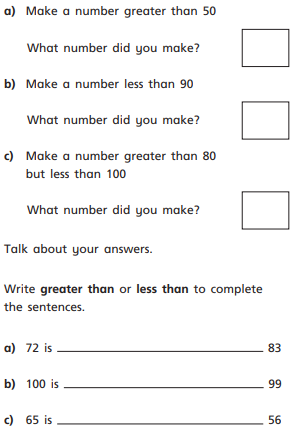 a) Make a number greater than 50
What number did you make?
b) Make a number less than 90
What number did you make?
c) Make a number greater than 80
but less than 100
What number did you make?
Talk about your answers.
Write greater than or less than to complete
the sentences.
a) 72 is ____ 83
b) 100 is ____ 99
c) 65 is ____ 56